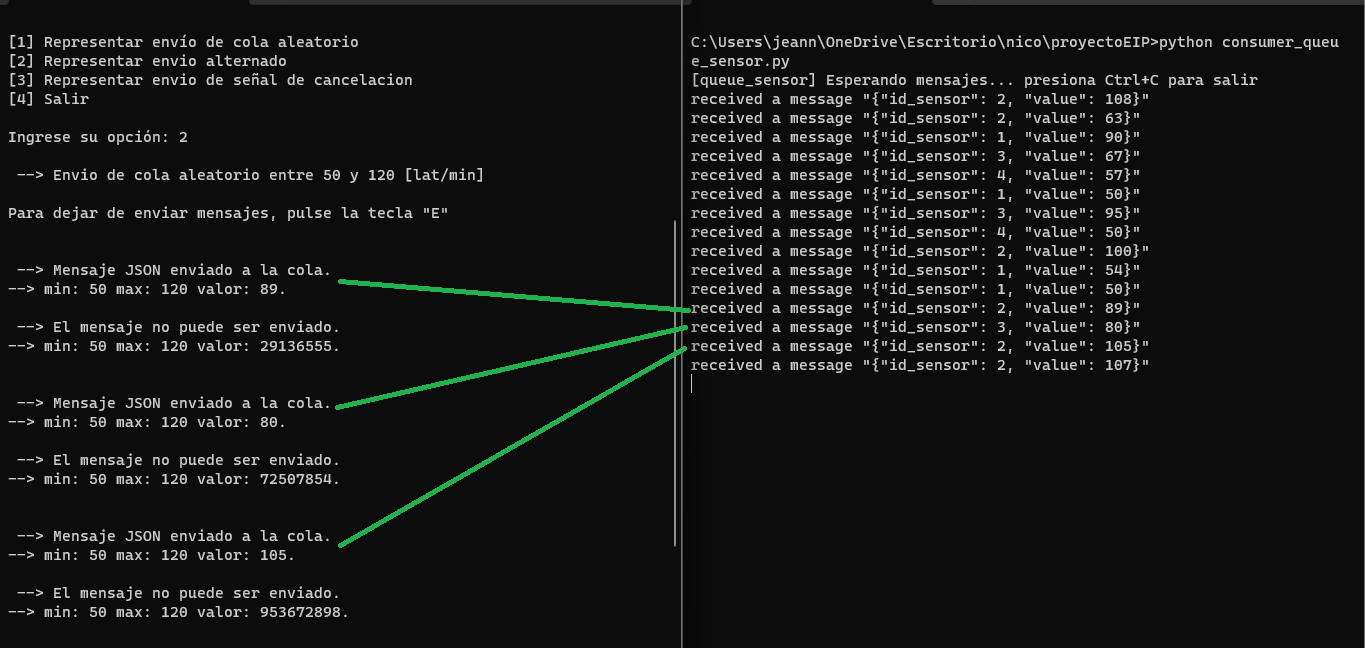 [1] Representar envío de cola aleatorio
[2] Representar envio alternado
[3] Representar envio de señal de cancelacion
[4] Salir
Ingrese su opción: 2
--> Envio de cola aleatorio entre 50 y 120 [lat/min]
Para dejar de enviar mensajes, pulse la tecla "E"
--> Mensaje JSON enviado a la cola.
--> min: 50 max: 120 valor: 89.
--> El mensaje no puede ser enviado.
--> min: 50 max: 120 valor: 29136555.
--> Mensaje JSON enviado a la cola.
--> min: 50 max: 120 valor: 80.
--> El mensaje no puede ser enviado.
--> min: 50 max: 120 valor: 72507854.
--> Mensaje JSON enviado a la cola.
--> min: 50 max: 120 valor: 105.
--> El mensaje no puede ser enviado.
--> min: 50 max: 120 valor: 953672898.
C:\Users\jeann\OneDrive\Escritorio\nico\proyectoEIP>python consumer_queu
e_sensor.py
[queue_sensor] Esperando mensajes... presiona Ctrl+C para salir
received a message "{"id_sensor": 2, "value": 108}"
received a message "{"id_sensor": 2, "value": 63}"
received a message "{"id_sensor": 1, "value": 90}"
received a message "{"id_sensor": 3, "value": 67}"
received a message "{"id_sensor": 4, "value": 57}"
received a message "{"id_sensor": 1, "value": 50}"
received a message "{"id_sensor": 3, "value": 95}"
received a message "{"id_sensor": 4, "value": 50}"
received a message "{"id_sensor": 2, "value": 100}"
received a message "{"id_sensor": 1, "value": 54}"
received a message "{"id_sensor": 1, "value": 50}"
received a message "{"id_sensor": 2, "value": 89}"
received a message "{"id_sensor": 3, "value": 80}"
received a message "{"id_sensor": 2, "value": 105}"
received a message "{"id_sensor": 2, "value": 107}"